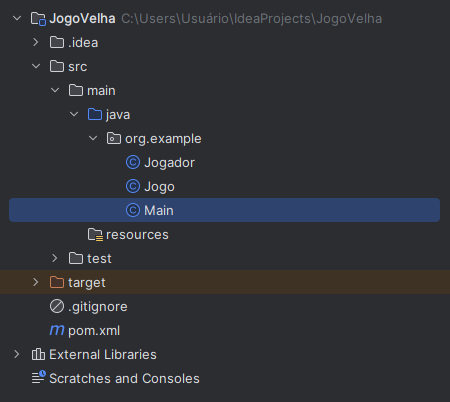 JogoVelha C:\Users\Usuário\IdeaProjects\JogoVelha
.idea
src
main
java
org.example
Jogador
Jogo
Main
resources
test
target
.gitignore
pom.xml
External Libraries
Scratches and Consoles